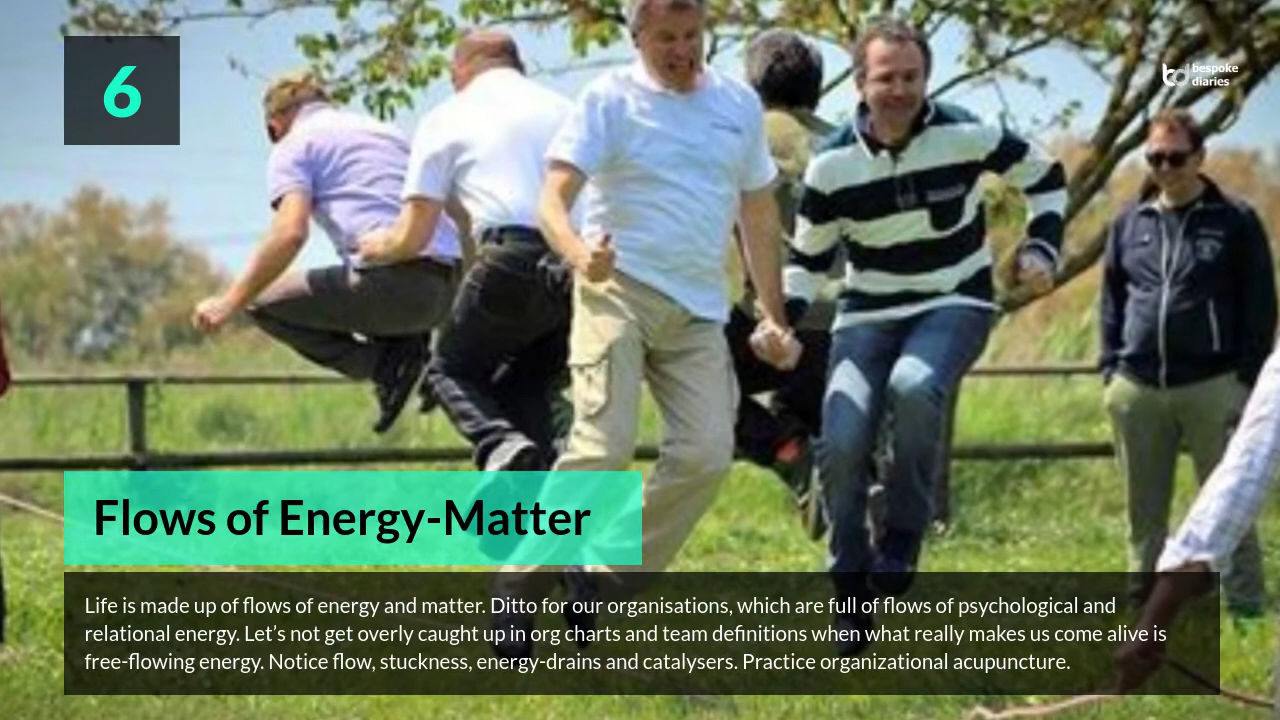 6
bespoke
diaries
Flows of Energy-Matter
Life is made up of flows of energy and matter. Ditto for our organisations, which are full of flows of psychological and
relational energy. Let’s not get overly caught up in org charts and team definitions when what really makes us come alive is
free-flowing energy. Notice flow, stuckness, energy-drains and catalysers. Practice organizational acupuncture.